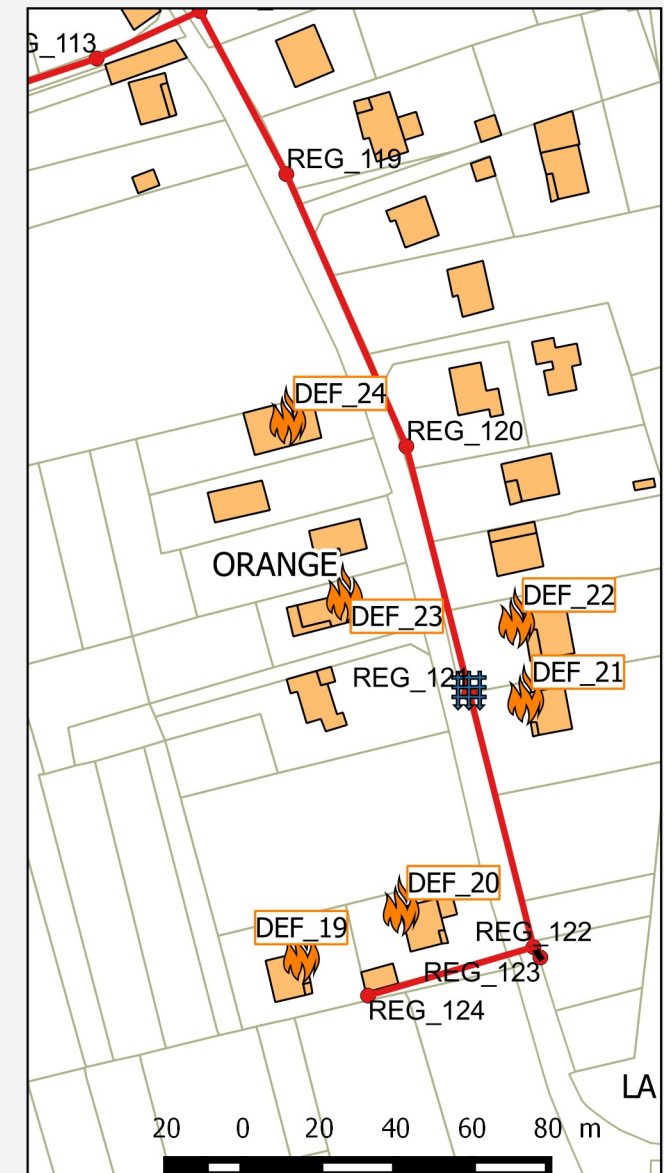 G_113
REG_119
DEF_24
REG_120
ORANGE
DEF_22
DEF_23
DEF_21
REG_121
DEF_20
DEF_19
REG_122
REG_123
REG_124
LA
20 0 20 40 60 80 m